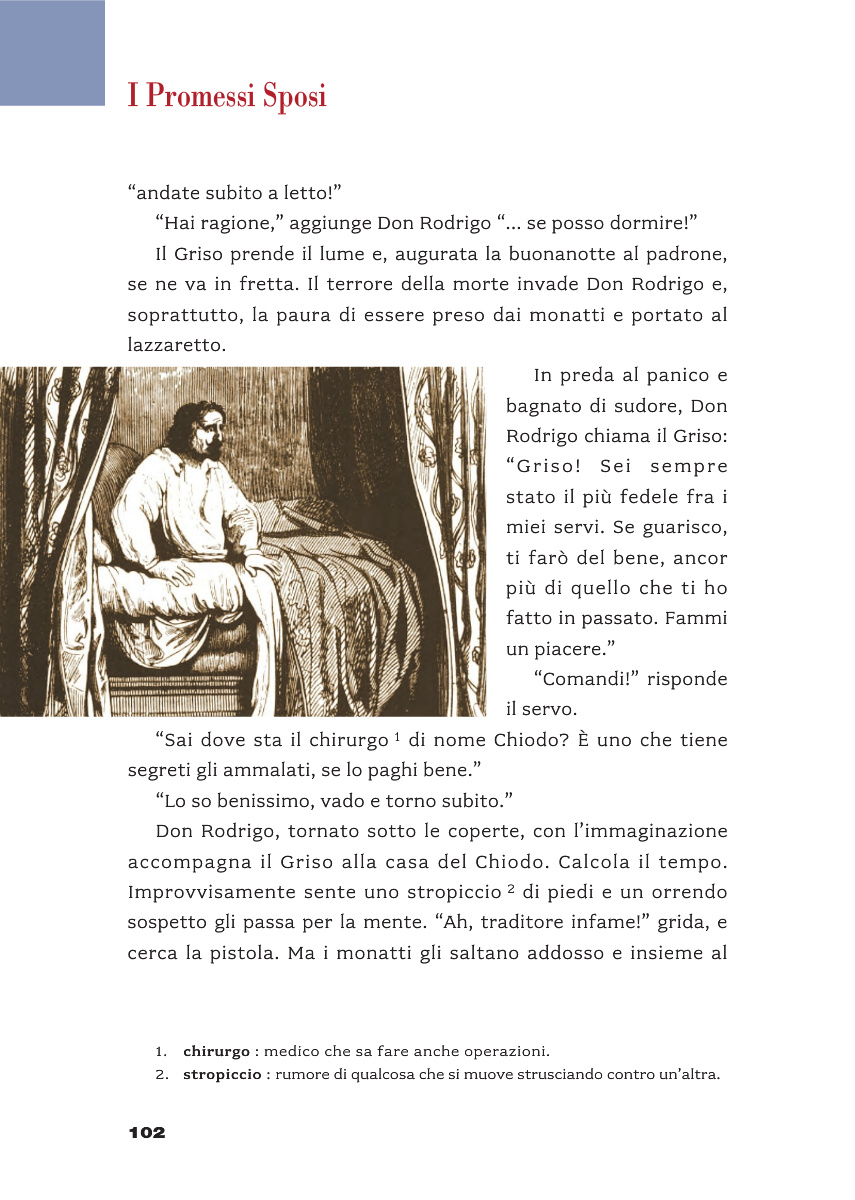 I Promessi Sposi
“andate subito a letto!”
“Hai ragione,” aggiunge Don Rodrigo “... se posso dormire!”
Il Griso prende il lume e, augurata la buonanotte al padrone,
se ne va in fretta. Il terrore della morte invade Don Rodrigo e,
soprattutto, la paura di essere preso dai monatti e portato al
lazzaretto.
In preda al panico e
bagnato di sudore, Don
Rodrigo chiama il Griso:
“Griso! Sei sempre
stato il più fedele fra i
miei servi. Se guarisco,
ti farò del bene, ancor
più di quello che ti ho
fatto in passato. Fammi
un piacere.”
“Comandi!” risponde
il servo.
“Sai dove sta il chirurgo 1 di nome Chiodo? È uno che tiene
segreti gli ammalati, se lo paghi bene.”
“Lo so benissimo, vado e torno subito.”
Don Rodrigo, tornato sotto le coperte, con l’immaginazione
accompagna il Griso alla casa del Chiodo. Calcola il tempo.
Improvvisamente sente uno stropiccio 2 di piedi e un orrendo
sospetto gli passa per la mente. “Ah, traditore infame!” grida, e
cerca la pistola. Ma i monatti gli saltano addosso e insieme al
1. chirurgo : medico che sa fare anche operazioni.
2. stropiccio : rumore di qualcosa che si muove strusciando contro un’altra.
102